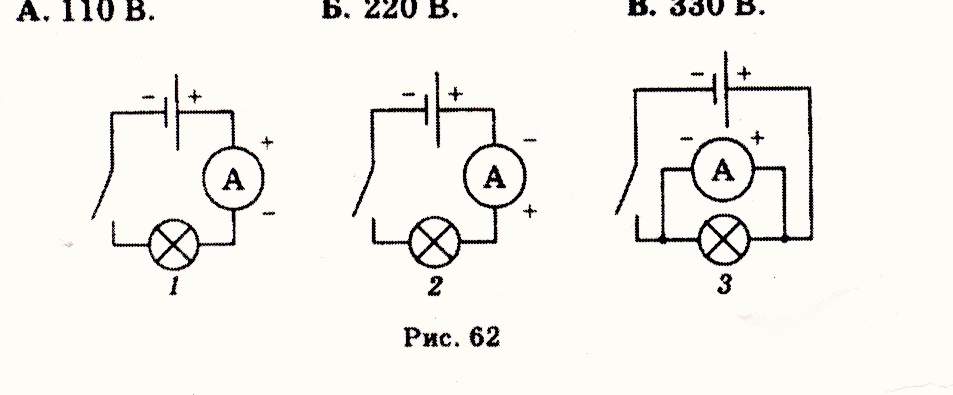 А. 110 В. Б. 220 В. В. 330 В.
− + − + − +
+ − − +
А А А
− +
1 2 3
Рис. 62